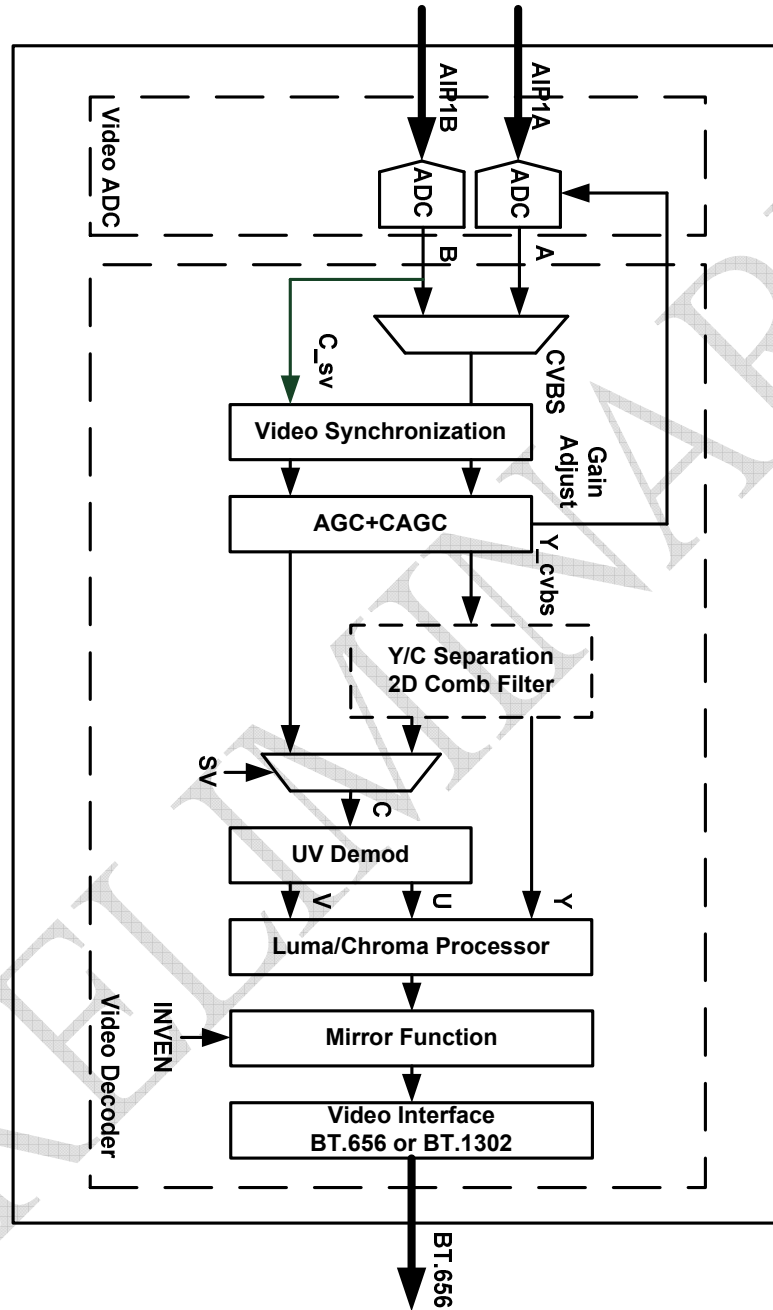 AIP1B
AIP1A
Video ADC
ADC
ADC
B
A
C_sv
CVBS
Video Synchronization
Gain
Adjust
AGC+CAGC
Y_cvbs
Y/C Separation
2D Comb Filter
SV
C
UV Demod
V
U
Y
Luma/Chroma Processor
INVEN
Mirror Function
Video Decoder
Video Interface
BT.656 or BT.1302
BT.656
RELIMINAR